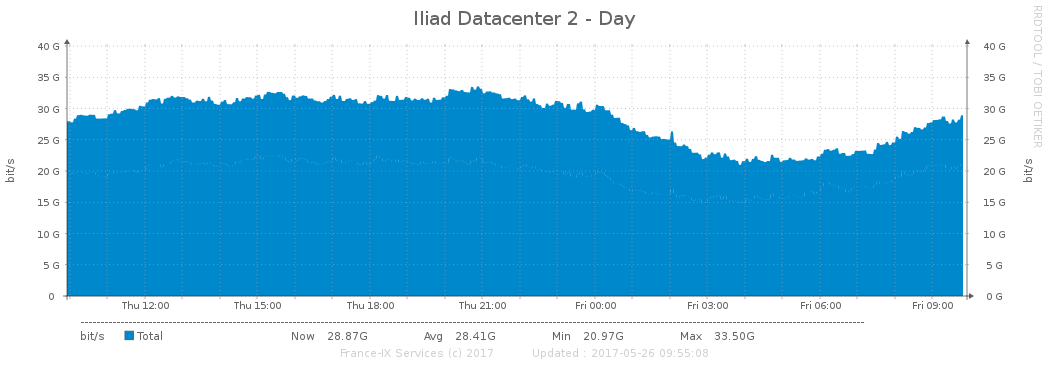 Iliad Datacenter 2 - Day
RRDTOOL / TOBI OETIKER
40 G 40 G
35 G 35 G
30 G 30 G
25 G 25 G
20 G 20 G
15 G 15 G
10 G 10 G
5 G 5 G
0 0 G
bit/s bit/s
Thu 12:00 Thu 15:00 Thu 18:00 Thu 21:00 Fri 00:00 Fri 03:00 Fri 06:00 Fri 09:00
bit/s Total Now 28.87G Avg 28.41G Min 20.97G Max 33.50G
France-IX Services (c) 2017 Updated : 2017-05-26 09:55:08